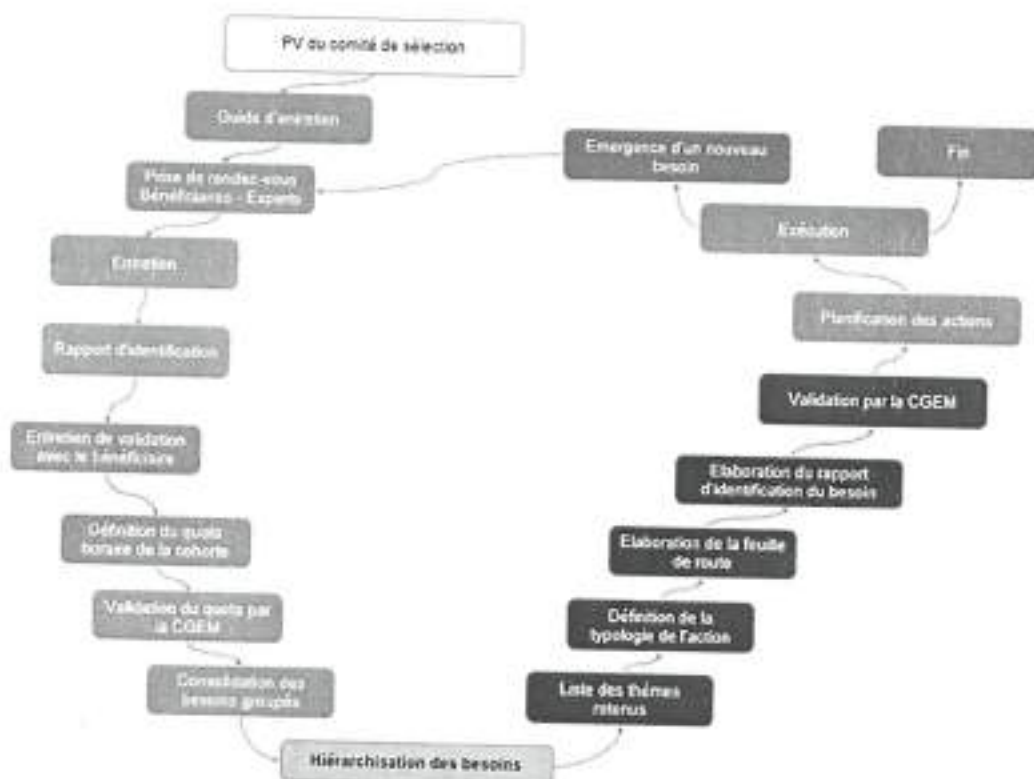 PV du comité de sélection
Guide d'entretien
Prise de rendez-vous
Bénéficiaires - Experts
Entretien
Rapport d'identification
Entretien de validation
avec le bénéficiaire
Définition du quota
horaire de la cohorte
Validation du quota par
la CGEM
Consolidation des
besoins groupés
Hiérarchisation des besoins
Liste des thèmes
retenus
Définition de la
typologie de l'action
Elaboration de la feuille
de route
Elaboration du rapport
d'identification du besoin
Validation par la CGEM
Planification des actions
Exécution
Emergence d'un nouveau
besoin
Fin